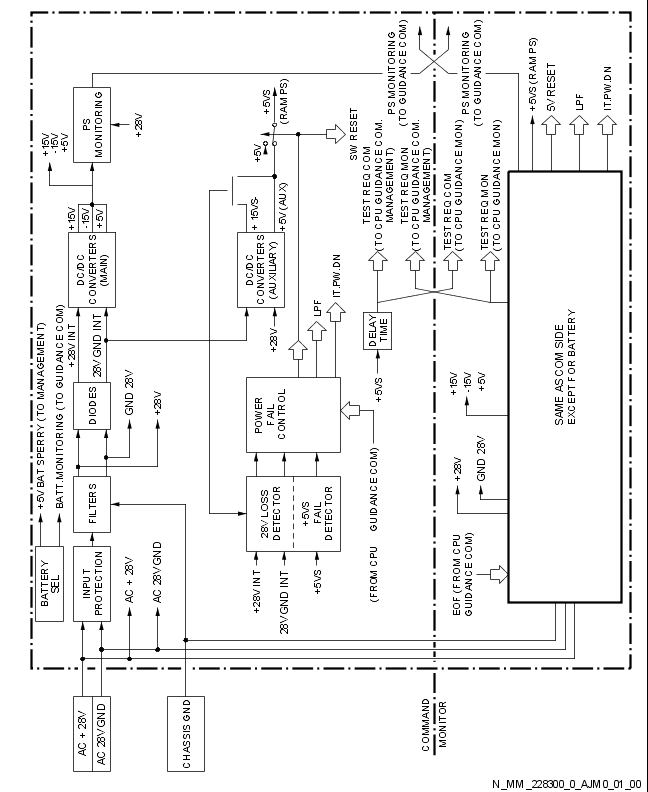 +15V
-15V
+5V
PS
MONITORING
+28V
+15V
-15V
+5V
DC/DC
CONVERTERS
(MAIN)
+28V INT
28V GND INT
DIODES
GND 28V
+28V
FILTERS
INPUT
PROTECTION
AC + 28V
AC 28V GND
+5V BAT SPERRY (TO MANAGEMENT)
BATT. MONITORING (TO GUIDANCE COM)
BATTERY
SEL
AC + 28V
AC 28V GND
CHASSIS GND
+5VS
(RAM PS)
+5V
SW RESET
+ 15VS-
+5V (AUX)
DC/DC
CONVERTERS
(AUXILIARY)
+28V
LPF
IT.PW.DN
POWER
FAIL
CONTROL
28V LOSS
DETECTOR
+5VS
FAIL
DETECTOR
+28V INT
28V GND INT
+5VS
(FROM CPU GUIDANCE COM)
DELAY
TIME
+5VS
TEST REQ COM
(TO CPU GUIDANCE COM.
MANAGEMENT)
TEST REQ MON
(TO CPU GUIDANCE COM.
MANAGEMENT)
TEST REQ COM
(TO CPU GUIDANCE MON)
TEST REQ MON
(TO CPU GUIDANCE MON)
PS MONITORING
(TO GUIDANCE COM)
PS MONITORING
(TO GUIDANCE COM)
+5VS (RAM PS)
5V RESET
LPF
IT.PW.DN
SAME AS COM SIDE
EXCEPT FOR BATTERY
+15V
-15V
+5V
+28V
GND 28V
EOF (FROM CPU
GUIDANCE COM)
COMMAND
MONITOR
N_MM_228300_0_AJM0_01_00